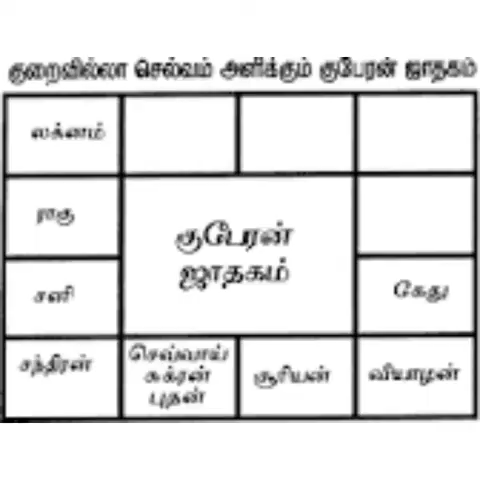 குறைவில்லா செல்வம் அளிக்கும் குபேரன் ஜாதகம்
லக்னம்
ராகு
குபேரன்
ஜாதகம்
சனி
கேது
சந்திரன்
செவ்வாய்
சுக்ரன்
புதன்
சூரியன்
வியாழன்